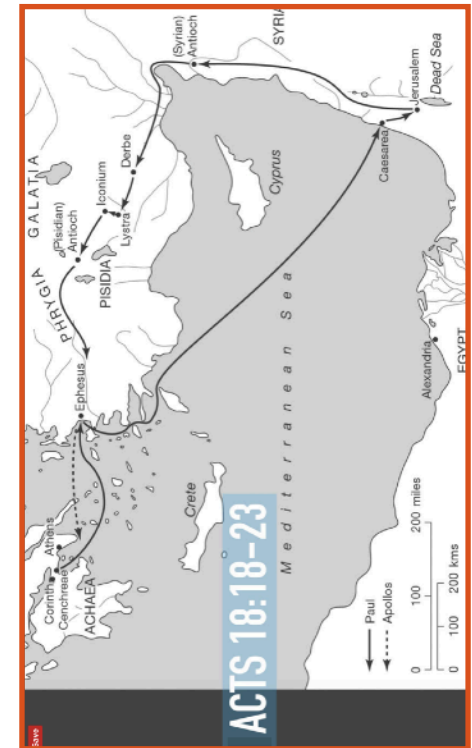 Save
ACTS 18:18-23
SYRIA
(Syrian)
Antioch
GALATIA
(Pisidian)
Antioch
Iconium
Lystra
Derbe
PHRYGIA
PISIDIA
Ephesus
Cyprus
Corinth
Cenchreae
Athens
ACHAEA
Crete
Mediterranean Sea
Caesarea
Jerusalem
Dead Sea
Alexandria
EGYPT
Paul
Apollos
0 100 200 miles
0 100 200 kms